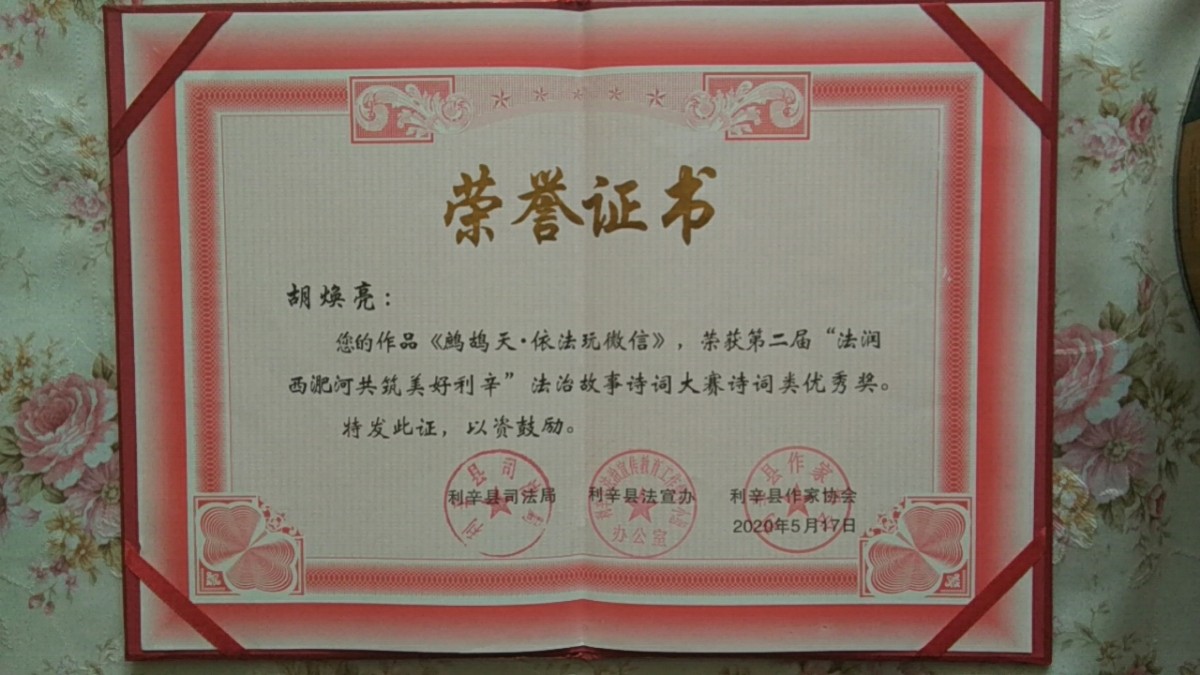 荣誉证书
胡焕亮：
您的作品《鹧鸪天·依法玩微信》，荣获第二届“法润
西淝河共筑美好利辛”法治故事诗词大赛诗词类优秀奖。
特发此证，以资鼓励。
利辛县司法局 利辛县法宣办 利辛县作家协会
办公室
2020年5月17日